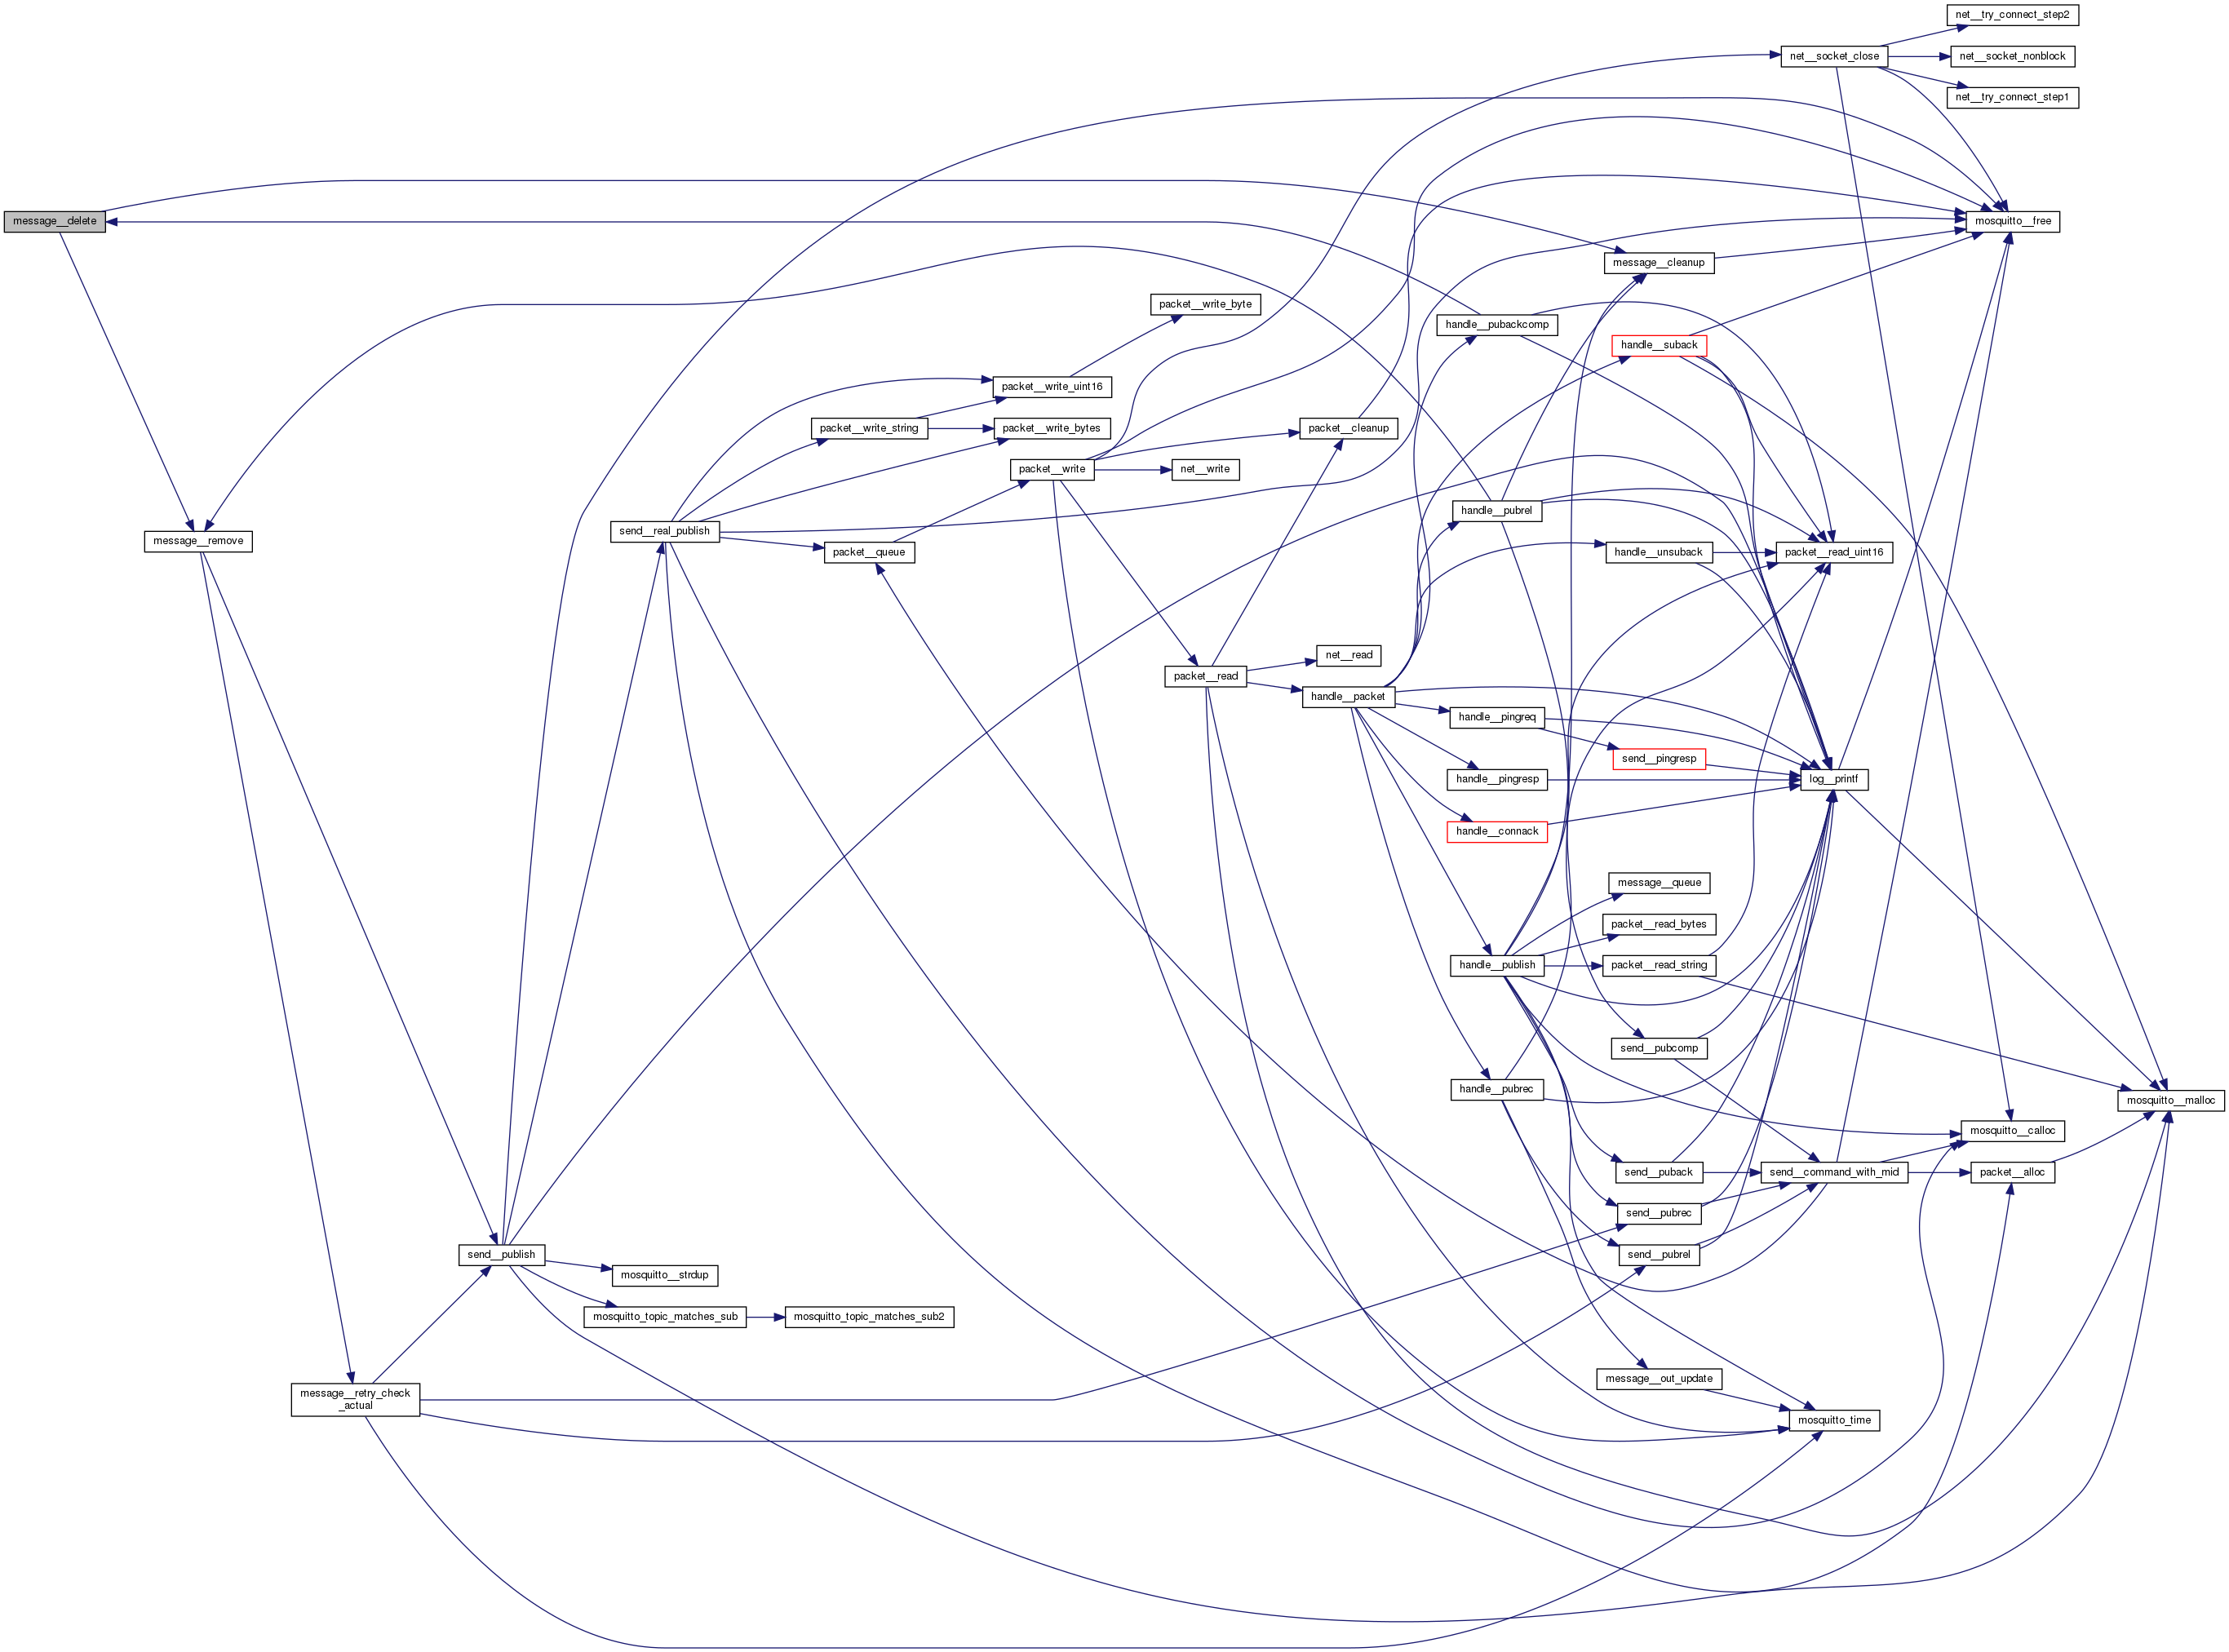 net__try_connect_step2
net__socket_close
net__socket_nonblock
net__try_connect_step1
message__delete
mosquitto__free
message__cleanup
packet__write_byte
handle__pubackcomp
handle__suback
packet__write_uint16
packet__write_string
packet__write_bytes
packet__cleanup
packet__write
net__write
handle__pubrel
send__real_publish
message__remove
packet__queue
handle__unsuback
packet__read_uint16
net__read
packet__read
handle__packet
handle__pingreq
send__pingresp
handle__pingresp
log__printf
handle__connack
message__queue
packet__read_bytes
handle__publish
packet__read_string
send__pubcomp
handle__pubrec
mosquitto__malloc
mosquitto__calloc
send__puback
send__command_with_mid
packet__alloc
send__pubrec
send__publish
send__pubrel
mosquitto__strdup
mosquitto_topic_matches_sub
mosquitto_topic_matches_sub2
message__out_update
message__retry_check
_actual
mosquitto_time